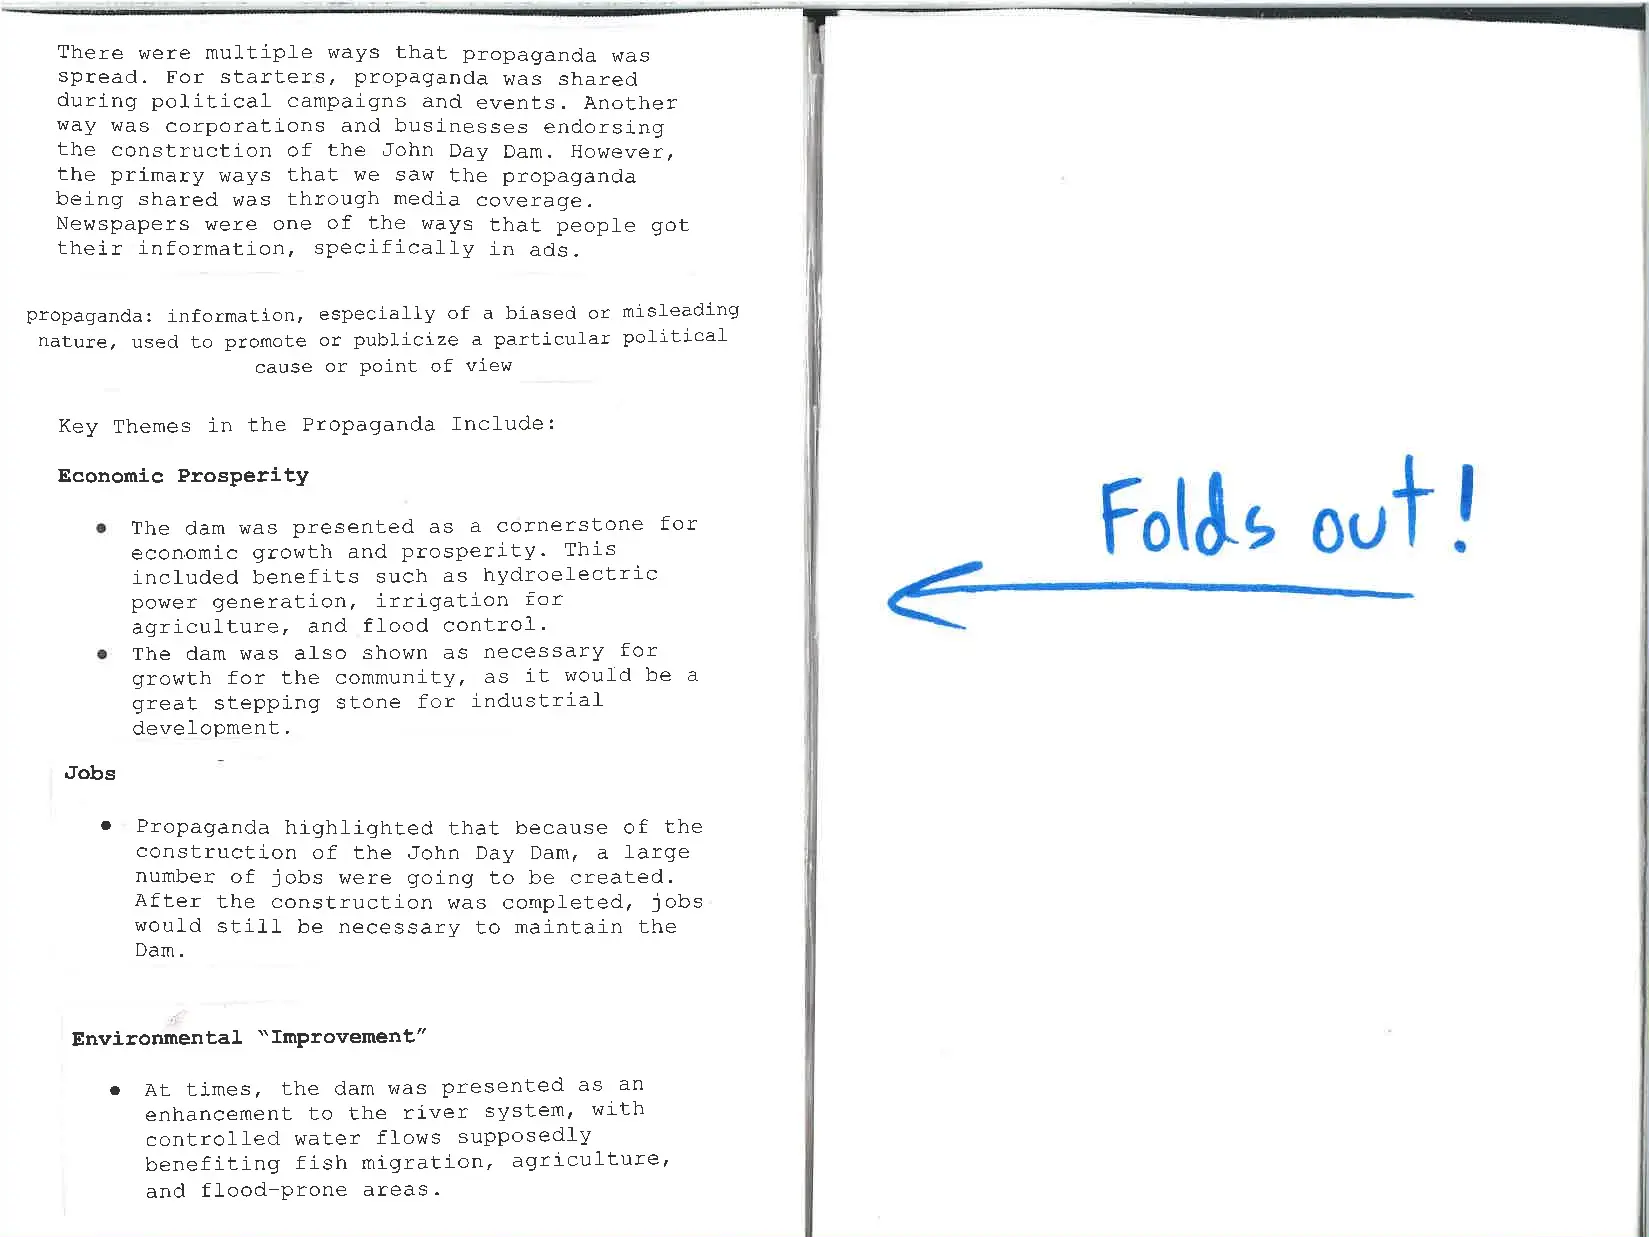 There were multiple ways that propaganda was
spread. For starters, propaganda was shared
during political campaigns and events. Another
way was corporations and businesses endorsing
the construction of the John Day Dam. However,
the primary ways that we saw the propaganda
being shared was through media coverage.
Newspapers were one of the ways that people got
their information, specifically in ads.
propaganda: information, especially of a biased or misleading
nature, used to promote or publicize a particular political
cause or point of view
Key Themes in the Propaganda Include:
Economic Prosperity
● The dam was presented as a cornerstone for
economic growth and prosperity. This
included benefits such as hydroelectric
power generation, irrigation for
agriculture, and flood control.
● The dam was also shown as necessary for
growth for the community, as it would be a
great stepping stone for industrial
development.
Jobs
● Propaganda highlighted that because of the
construction of the John Day Dam, a large
number of jobs were going to be created.
After the construction was completed, jobs
would still be necessary to maintain the
Dam.
Environmental “Improvement”
● At times, the dam was presented as an
enhancement to the river system, with
controlled water flows supposedly
benefiting fish migration, agriculture,
and flood-prone areas.
Folds out!